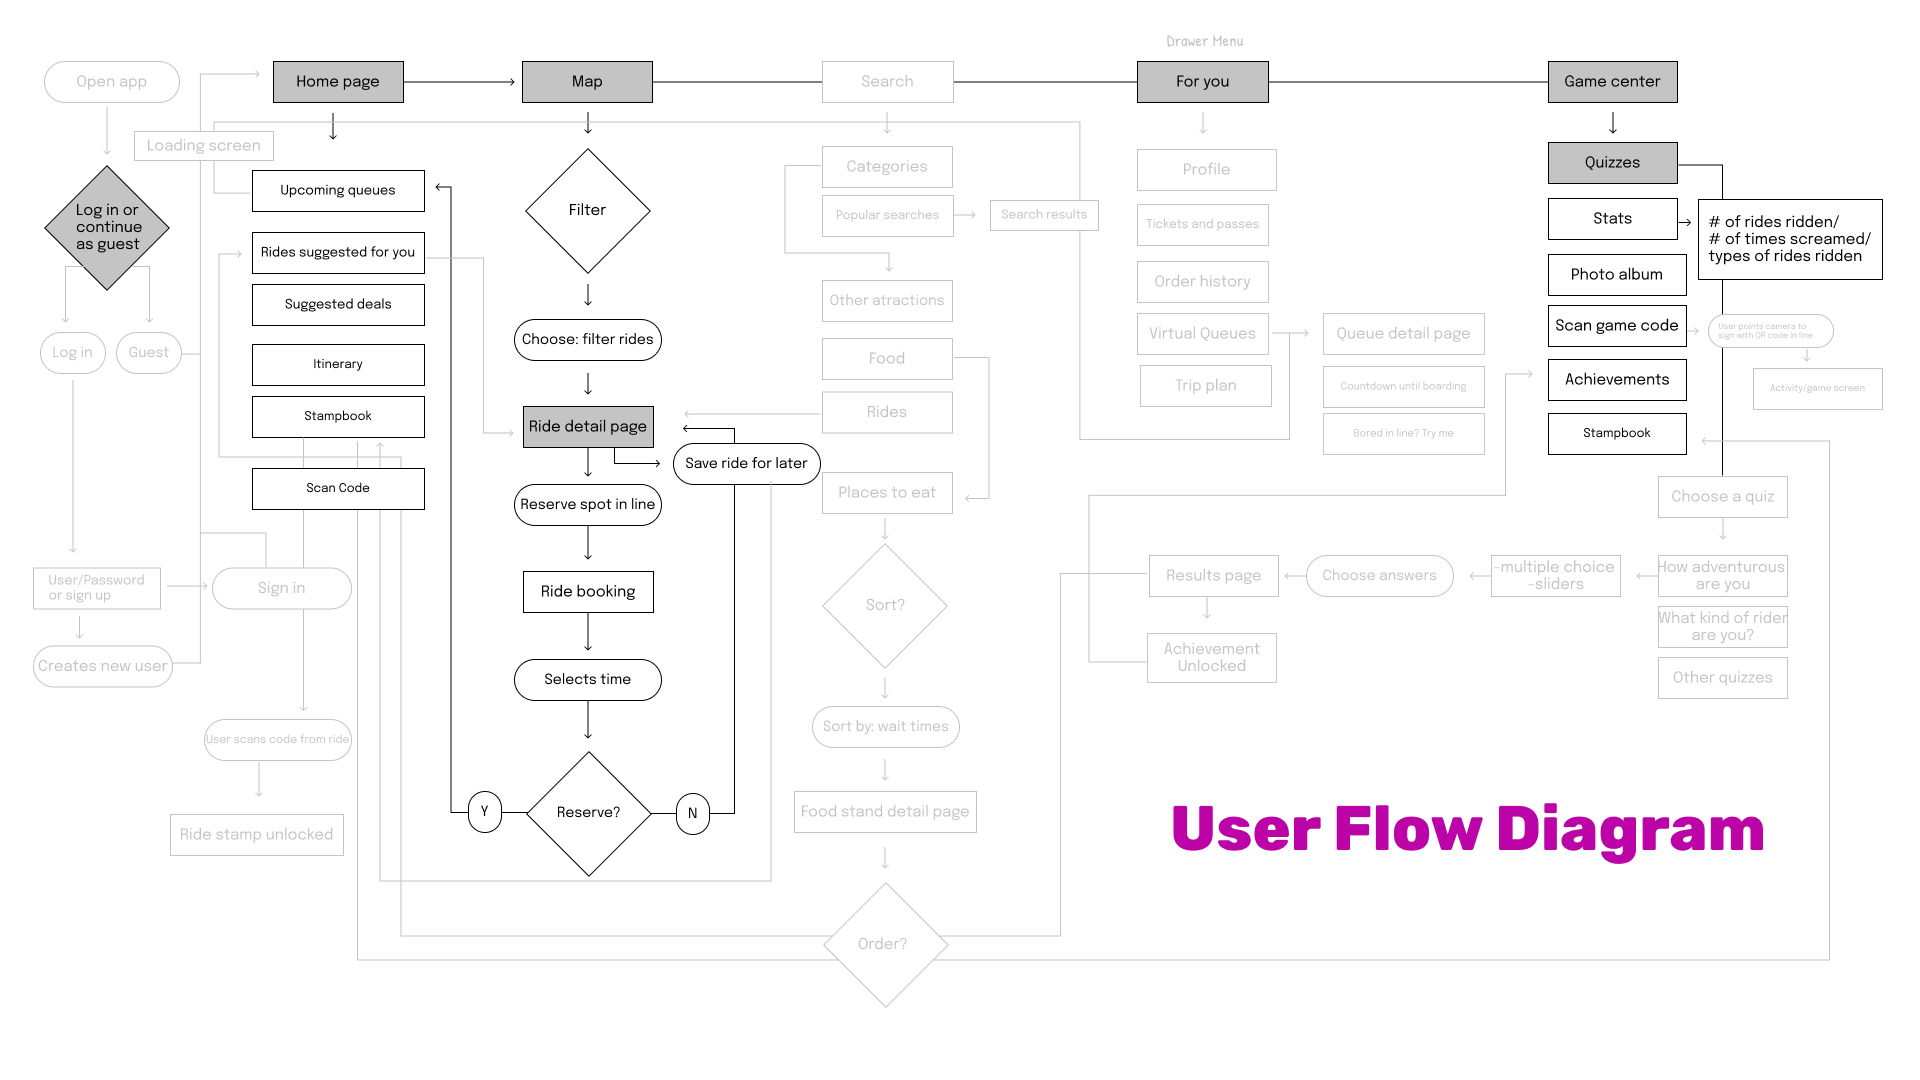 Drawer Menu
Open app
Home page
Map
Search
For you
Game center
Loading screen
Log in or
continue
as guest
Log in
Guest
User/Password
or sign up
Sign in
Creates new user
User scans code from ride
Ride stamp unlocked
Upcoming queues
Rides suggested for you
Suggested deals
Itinerary
Stampbook
Scan Code
Filter
Choose: filter rides
Ride detail page
Save ride for later
Reserve spot in line
Ride booking
Selects time
Reserve?
Y
N
Categories
Popular searches
Search results
Other atractions
Food
Rides
Places to eat
Sort?
Sort by: wait times
Food stand detail page
Order?
Profile
Tickets and passes
Order history
Virtual Queues
Trip plan
Queue detail page
Countdown until boarding
Bored in line? Try me
Quizzes
Stats
# of rides ridden/
# of times screamed/
types of rides ridden
Photo album
Scan game code
User points camera to
sign with QR code in line
Activity/game screen
Achievements
Stampbook
Choose a quiz
How adventurous
are you
What kind of rider
are you?
Other quizzes
-multiple choice
-sliders
Choose answers
Results page
Achievement
Unlocked
User Flow Diagram